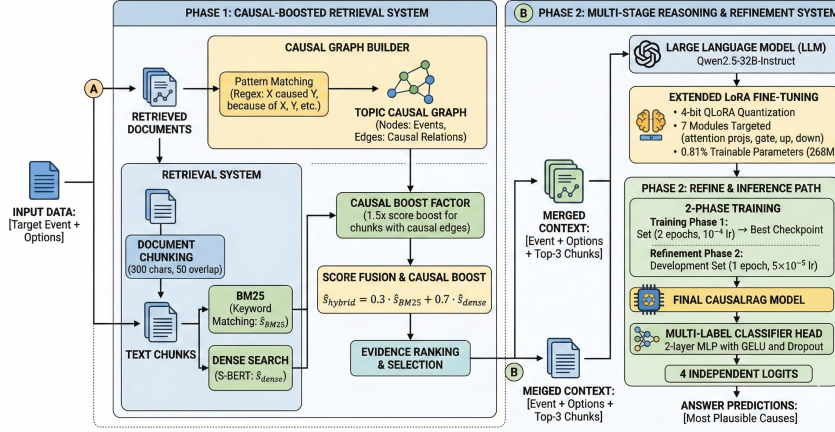 PHASE 1: CAUSAL-BOOSTED RETRIEVAL SYSTEM
CAUSAL GRAPH BUILDER
A
RETRIEVED
DOCUMENTS
Pattern Matching
(Regex: X caused Y,
because of X, Y, etc.)
TOPIC CAUSAL GRAPH
(Nodes: Events,
Edges: Causal Relations)
INPUT DATA:
[Target Event +
Options]
RETRIEVAL SYSTEM
DOCUMENT
CHUNKING
(300 chars, 50 overlap)
TEXT CHUNKS
BM25
(Keyword
Matching: ŝ_BM25)
DENSE SEARCH
(S-BERT: ŝ_dense)
CAUSAL BOOST FACTOR
(1.5x score boost for
chunks with causal edges)
SCORE FUSION & CAUSAL BOOST
ŝ_hybrid = 0.3 · ŝ_BM25 + 0.7 · ŝ_dense
EVIDENCE RANKING
& SELECTION
B PHASE 2: MULTI-STAGE REASONING & REFINEMENT SYSTEM
MERGED
CONTEXT:
[Event + Options
+ Top-3 Chunks]
B
MEIGED CONTEXT:
[Event + Options +
Top-3 Chunks]
LARGE LANGUAGE MODEL (LLM)
Qwen2.5-32B-Instruct
EXTENDED LoRA FINE-TUNING
• 4-bit QLoRA Quantization
• 7 Modules Targeted
(attention projs, gate, up, down)
• 0.81% Trainable Parameters (268M
PHASE 2: REFINE & INFERENCE PATH
2-PHASE TRAINING
Training Phase 1:
Set (2 epochs, 10⁻⁴ lr) → Best Checkpoint
Refinement Phase 2:
Development Set (1 epoch, 5×10⁻⁵ lr)
FINAL CAUSALRAG MODEL
MULTI-LABEL CLASSIFIER HEAD
2-layer MLP with GELU and Dropout
4 INDEPENDENT LOGITS
ANSWER PREDICTIONS:
[Most Plausible Causes]